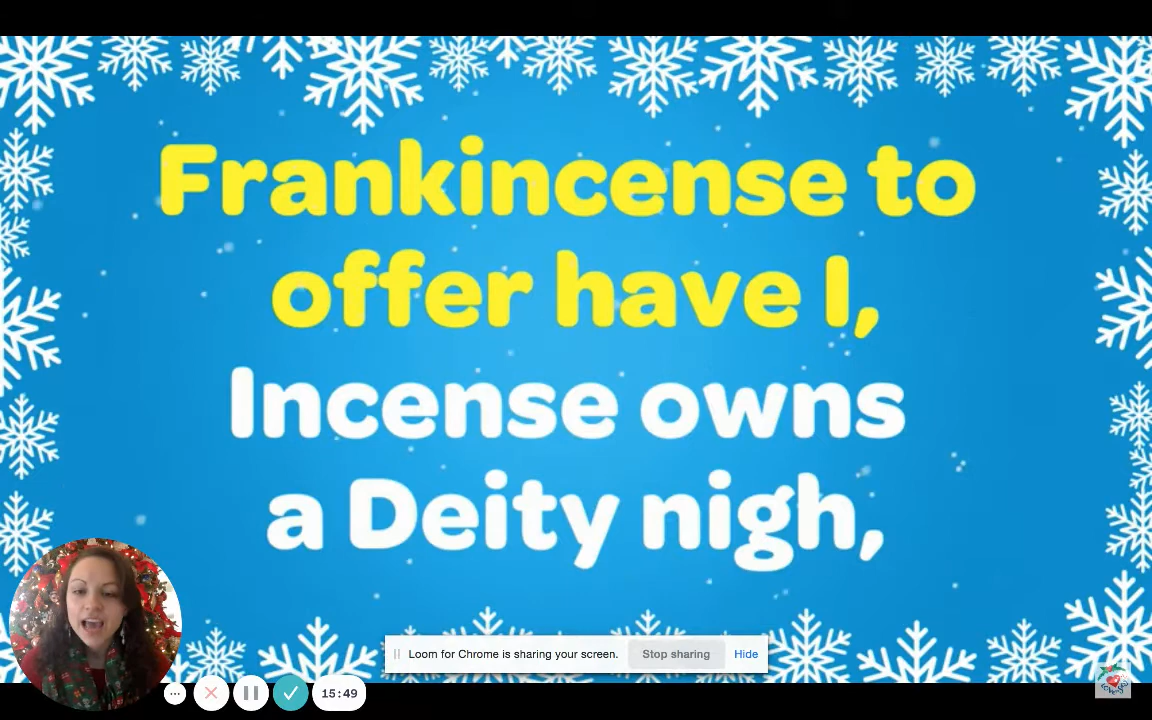 Frankincense to
offer have I,
Incense owns
a Deity nigh,
Loom for Chrome is sharing your screen. Stop sharing Hide
15:49